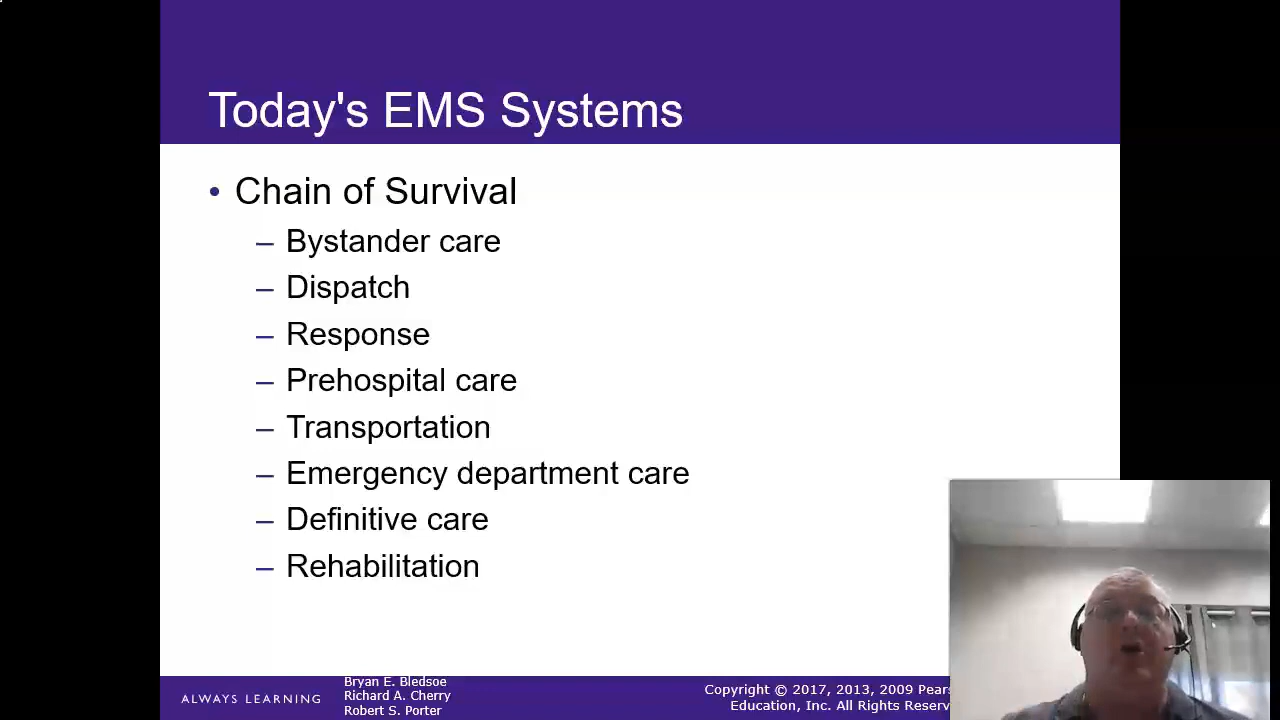 Today's EMS Systems
• Chain of Survival
– Bystander care
– Dispatch
– Response
– Prehospital care
– Transportation
– Emergency department care
– Definitive care
– Rehabilitation
ALWAYS LEARNING
Bryan E. Bledsoe
Richard A. Cherry
Robert S. Porter
Copyright © 2017, 2013, 2009
Education, Inc. All Rights